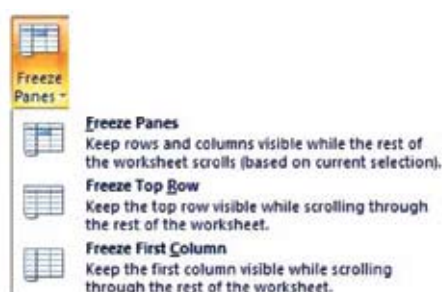 Freeze
Panes
Freeze Panes
Keep rows and columns visible while the rest of
the worksheet scrolls (based on current selection).
Freeze Top Row
Keep the top row visible while scrolling through
the rest of the worksheet.
Freeze First Column
Keep the first column visible while scrolling
through the rest of the worksheet.